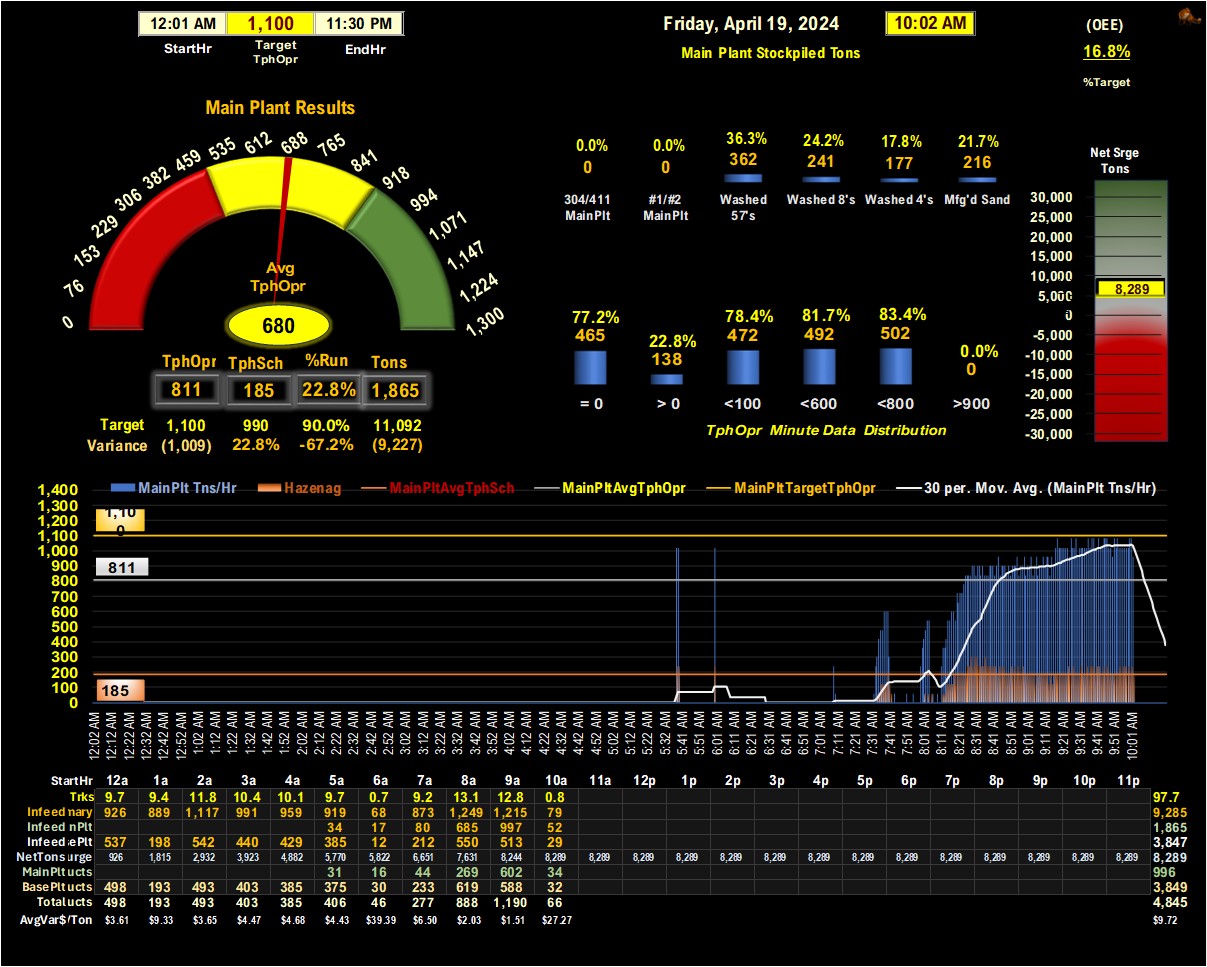 12:01 AM 1,100 11:30 PM
StartHr Target TphOpr EndHr
Friday, April 19, 2024 10:02 AM
Main Plant Stockpiled Tons
(OEE)
16.8%
%Target
Main Plant Results
0 76 153 229 306 382 459 535 612 688 765 841 918 994 1,071 1,147 1,224 1,300
Avg
TphOpr
680
TphOpr TphSch %Run Tons
811 185 22.8% 1,865
Target 1,100 990 90.0% 11,092
Variance (1,009) 22.8% -67.2% (9,227)
0.0% 0.0% 36.3% 24.2% 17.8% 21.7%
0 0 362 241 177 216
304/411 #1/#2 Washed Washed 8's Washed 4's Mfg'd Sand
MainPlt MainPlt 57's
77.2% 22.8% 78.4% 81.7% 83.4% 0.0%
465 138 472 492 502 0
= 0 > 0 <100 <600 <800 >900
TphOpr Minute Data Distribution
Net Srge
Tons
30,000
25,000
20,000
15,000
10,000
8,289
5,000
0
-5,000
-10,000
-15,000
-20,000
-25,000
-30,000
MainPlt Tns/Hr Hazenag MainPltAvgTphSch MainPltAvgTphOpr MainPltTargetTphOpr 30 per. Mov. Avg. (MainPlt Tns/Hr)
1,400
1,300
1,200
1,100
1,000
900
800
700
600
500
400
300
200
100
0
1,100
811
185
12:02 AM 12:12 AM 12:22 AM 12:32 AM 12:42 AM 12:52 AM 1:02 AM 1:12 AM 1:22 AM 1:32 AM 1:42 AM 1:52 AM 2:02 AM 2:12 AM 2:22 AM 2:32 AM 2:42 AM 2:52 AM 3:02 AM 3:12 AM 3:22 AM 3:32 AM 3:42 AM 3:52 AM 4:02 AM 4:12 AM 4:22 AM 4:32 AM 4:42 AM 4:52 AM 5:02 AM 5:12 AM 5:22 AM 5:32 AM 5:41 AM 5:51 AM 6:01 AM 6:11 AM 6:21 AM 6:31 AM 6:41 AM 6:51 AM 7:01 AM 7:11 AM 7:21 AM 7:31 AM 7:41 AM 7:51 AM 8:01 AM 8:11 AM 8:21 AM 8:31 AM 8:41 AM 8:51 AM 9:01 AM 9:11 AM 9:21 AM 9:31 AM 9:41 AM 9:51 AM 10:01 AM
StartHr 12a 1a 2a 3a 4a 5a 6a 7a 8a 9a 10a 11a 12p 1p 2p 3p 4p 5p 6p 7p 8p 9p 10p 11p
Trks 9.7 9.4 11.8 10.4 10.1 9.7 0.7 9.2 13.1 12.8 0.8 97.7
Infeed mary 926 889 1,117 991 959 919 68 873 1,249 1,215 79 9,285
Infeed nPlt 34 17 80 685 997 52 1,865
Infeed ePlt 537 198 542 440 429 385 12 212 550 513 29 3,847
NetTons urge 926 1,815 2,932 3,923 4,882 5,770 5,822 6,651 7,631 8,244 8,289 8,289 8,289 8,289 8,289 8,289 8,289 8,289 8,289 8,289 8,289 8,289 8,289 8,289 8,289
MainPlt ucts 31 16 44 269 602 34 996
BasePlt ucts 498 193 493 403 385 375 30 233 619 588 32 3,849
Total ucts 498 193 493 403 385 406 46 277 888 1,190 66 4,845
AvgVar$/Ton $3.61 $9.33 $3.65 $4.47 $4.68 $4.43 $39.39 $6.50 $2.03 $1.51 $27.27 $9.72